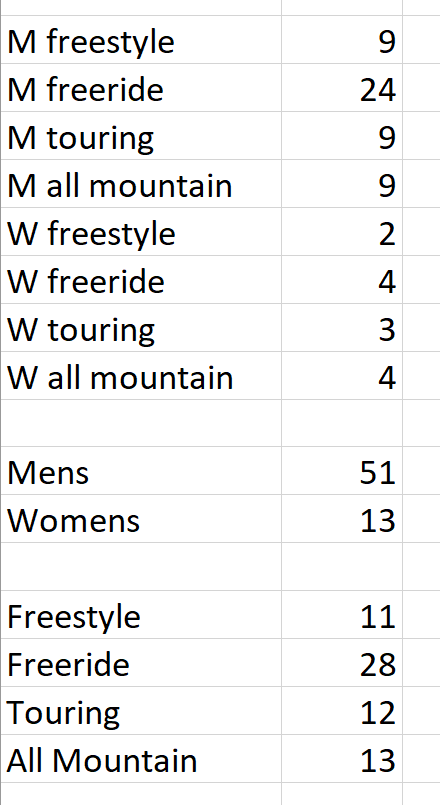 M freestyle 9
M freeride 24
M touring 9
M all mountain 9
W freestyle 2
W freeride 4
W touring 3
W all mountain 4
Mens 51
Womens 13
Freestyle 11
Freeride 28
Touring 12
All Mountain 13